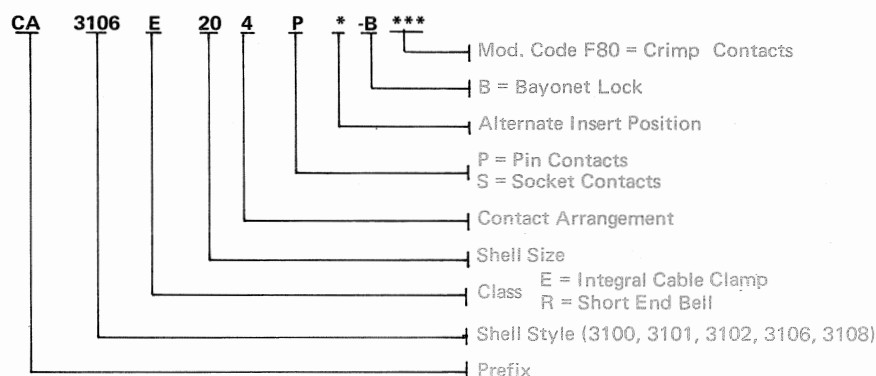 CA 3106 E 20 4 P * -B ***
Mod. Code F80 = Crimp Contacts
B = Bayonet Lock
Alternate Insert Position
P = Pin Contacts
S = Socket Contacts
Contact Arrangement
Shell Size
Class E = Integral Cable Clamp
R = Short End Bell
Shell Style (3100, 3101, 3102, 3106, 3108)
Prefix